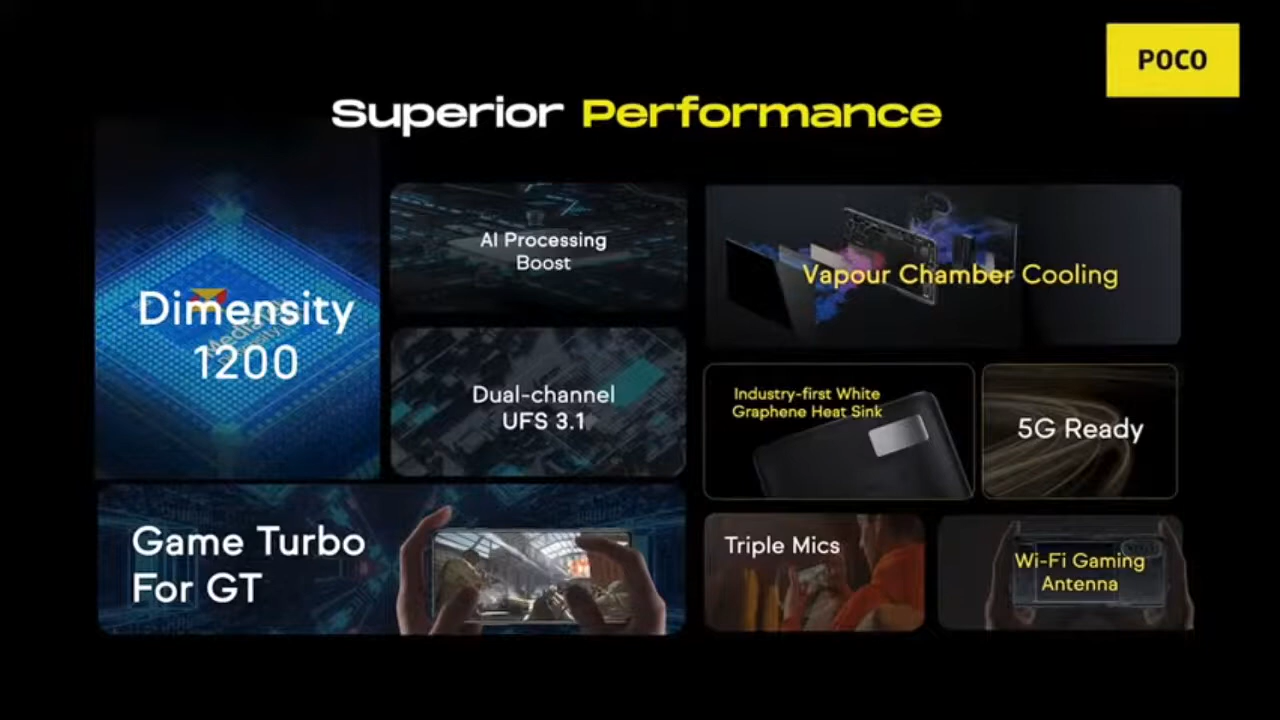 POCO
Superior Performance
Dimensity
1200
AI Processing
Boost
Dual-channel
UFS 3.1
Game Turbo
For GT
Vapour Chamber Cooling
Industry-first White
Graphene Heat Sink
5G Ready
Triple Mics
Wi-Fi Gaming
Antenna